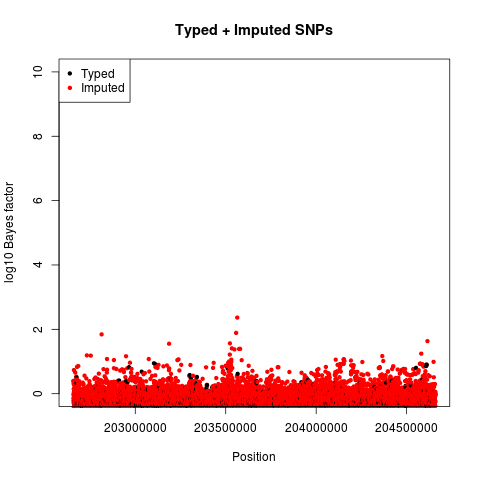 Typed + Imputed SNPs
Typed
Imputed
log10 Bayes factor
10
8
6
4
2
0
203000000 203500000 204000000 204500000
Position